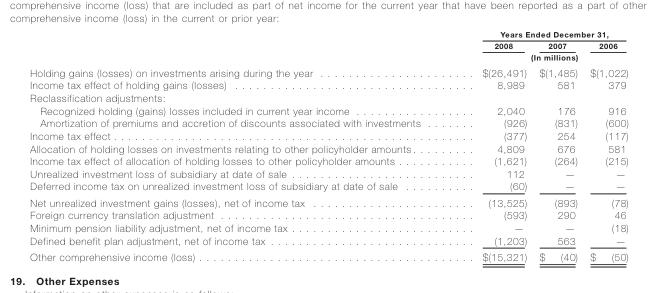 comprehensive income (loss) that are included as part of net income for the current year that have been reported as a part of other
comprehensive income (loss) in the current or prior year:
Years Ended December 31,
2008 2007 2006
(In millions)
Holding gains (losses) on investments arising during the year . . . . . . . . . . . . . . . . . . . . . . . $(26,491) $(1,485) $(1,022)
Income tax effect of holding gains (losses) . . . . . . . . . . . . . . . . . . . . . . . . . . . . . . . . . . . 8,989 581 379
Reclassification adjustments:
Recognized holding (gains) losses included in current year income . . . . . . . . . . . . . . . . . 2,040 176 916
Amortization of premiums and accretion of discounts associated with investments . . . . . . . (926) (831) (600)
Income tax effect . . . . . . . . . . . . . . . . . . . . . . . . . . . . . . . . . . . . . . . . . . . . . . . . . . . . (377) 254 (117)
Allocation of holding losses on investments relating to other policyholder amounts . . . . . . . . 4,809 676 581
Income tax effect of allocation of holding losses to other policyholder amounts . . . . . . . . . . (1,621) (264) (215)
Unrealized investment loss of subsidiary at date of sale . . . . . . . . . . . . . . . . . . . . . . . . . . 112 — —
Deferred income tax on unrealized investment loss of subsidiary at date of sale . . . . . . . . . . (60) — —
Net unrealized investment gains (losses), net of income tax . . . . . . . . . . . . . . . . . . . . . . . (13,525) (893) (78)
Foreign currency translation adjustment . . . . . . . . . . . . . . . . . . . . . . . . . . . . . . . . . . . . . (593) 290 46
Minimum pension liability adjustment, net of income tax . . . . . . . . . . . . . . . . . . . . . . . . . . — — (18)
Defined benefit plan adjustment, net of income tax . . . . . . . . . . . . . . . . . . . . . . . . . . . . . (1,203) 563 —
Other comprehensive income (loss) . . . . . . . . . . . . . . . . . . . . . . . . . . . . . . . . . . . . . . . . $(15,321) $ (40) $ (50)
19. Other Expenses